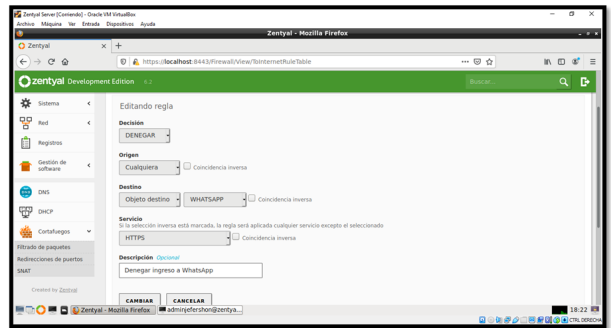 Zentyal Server [Corriendo] - Oracle VM VirtualBox
Archivo Máquina Ver Entrada Dispositivos Ayuda
Zentyal - Mozilla Firefox
Zentyal
https://localhost:8443/Firewall/View/ToInternetRuleTable
zentyal Development Edition 6.2
Buscar...
Sistema
Red
Registros
Gestión de software
DNS
DHCP
Cortafuegos
Filtrado de paquetes
Redirecciones de puertos
SNAT
Created by Zentyal
Editando regla
Decisión
DENEGAR
Origen
Cualquiera Coincidencia inversa
Destino
Objeto destino WHATSAPP Coincidencia inversa
Servicio
Si la selección inversa está marcada, la regla será aplicada cualquier servicio excepto el seleccionado
HTTPS Coincidencia inversa
Descripción Opcional
Denegar ingreso a WhatsApp
CAMBIAR CANCELAR
Zentyal - Mozilla Firefox adminjefershon@zentya...
18:22
CTRL DERECHA